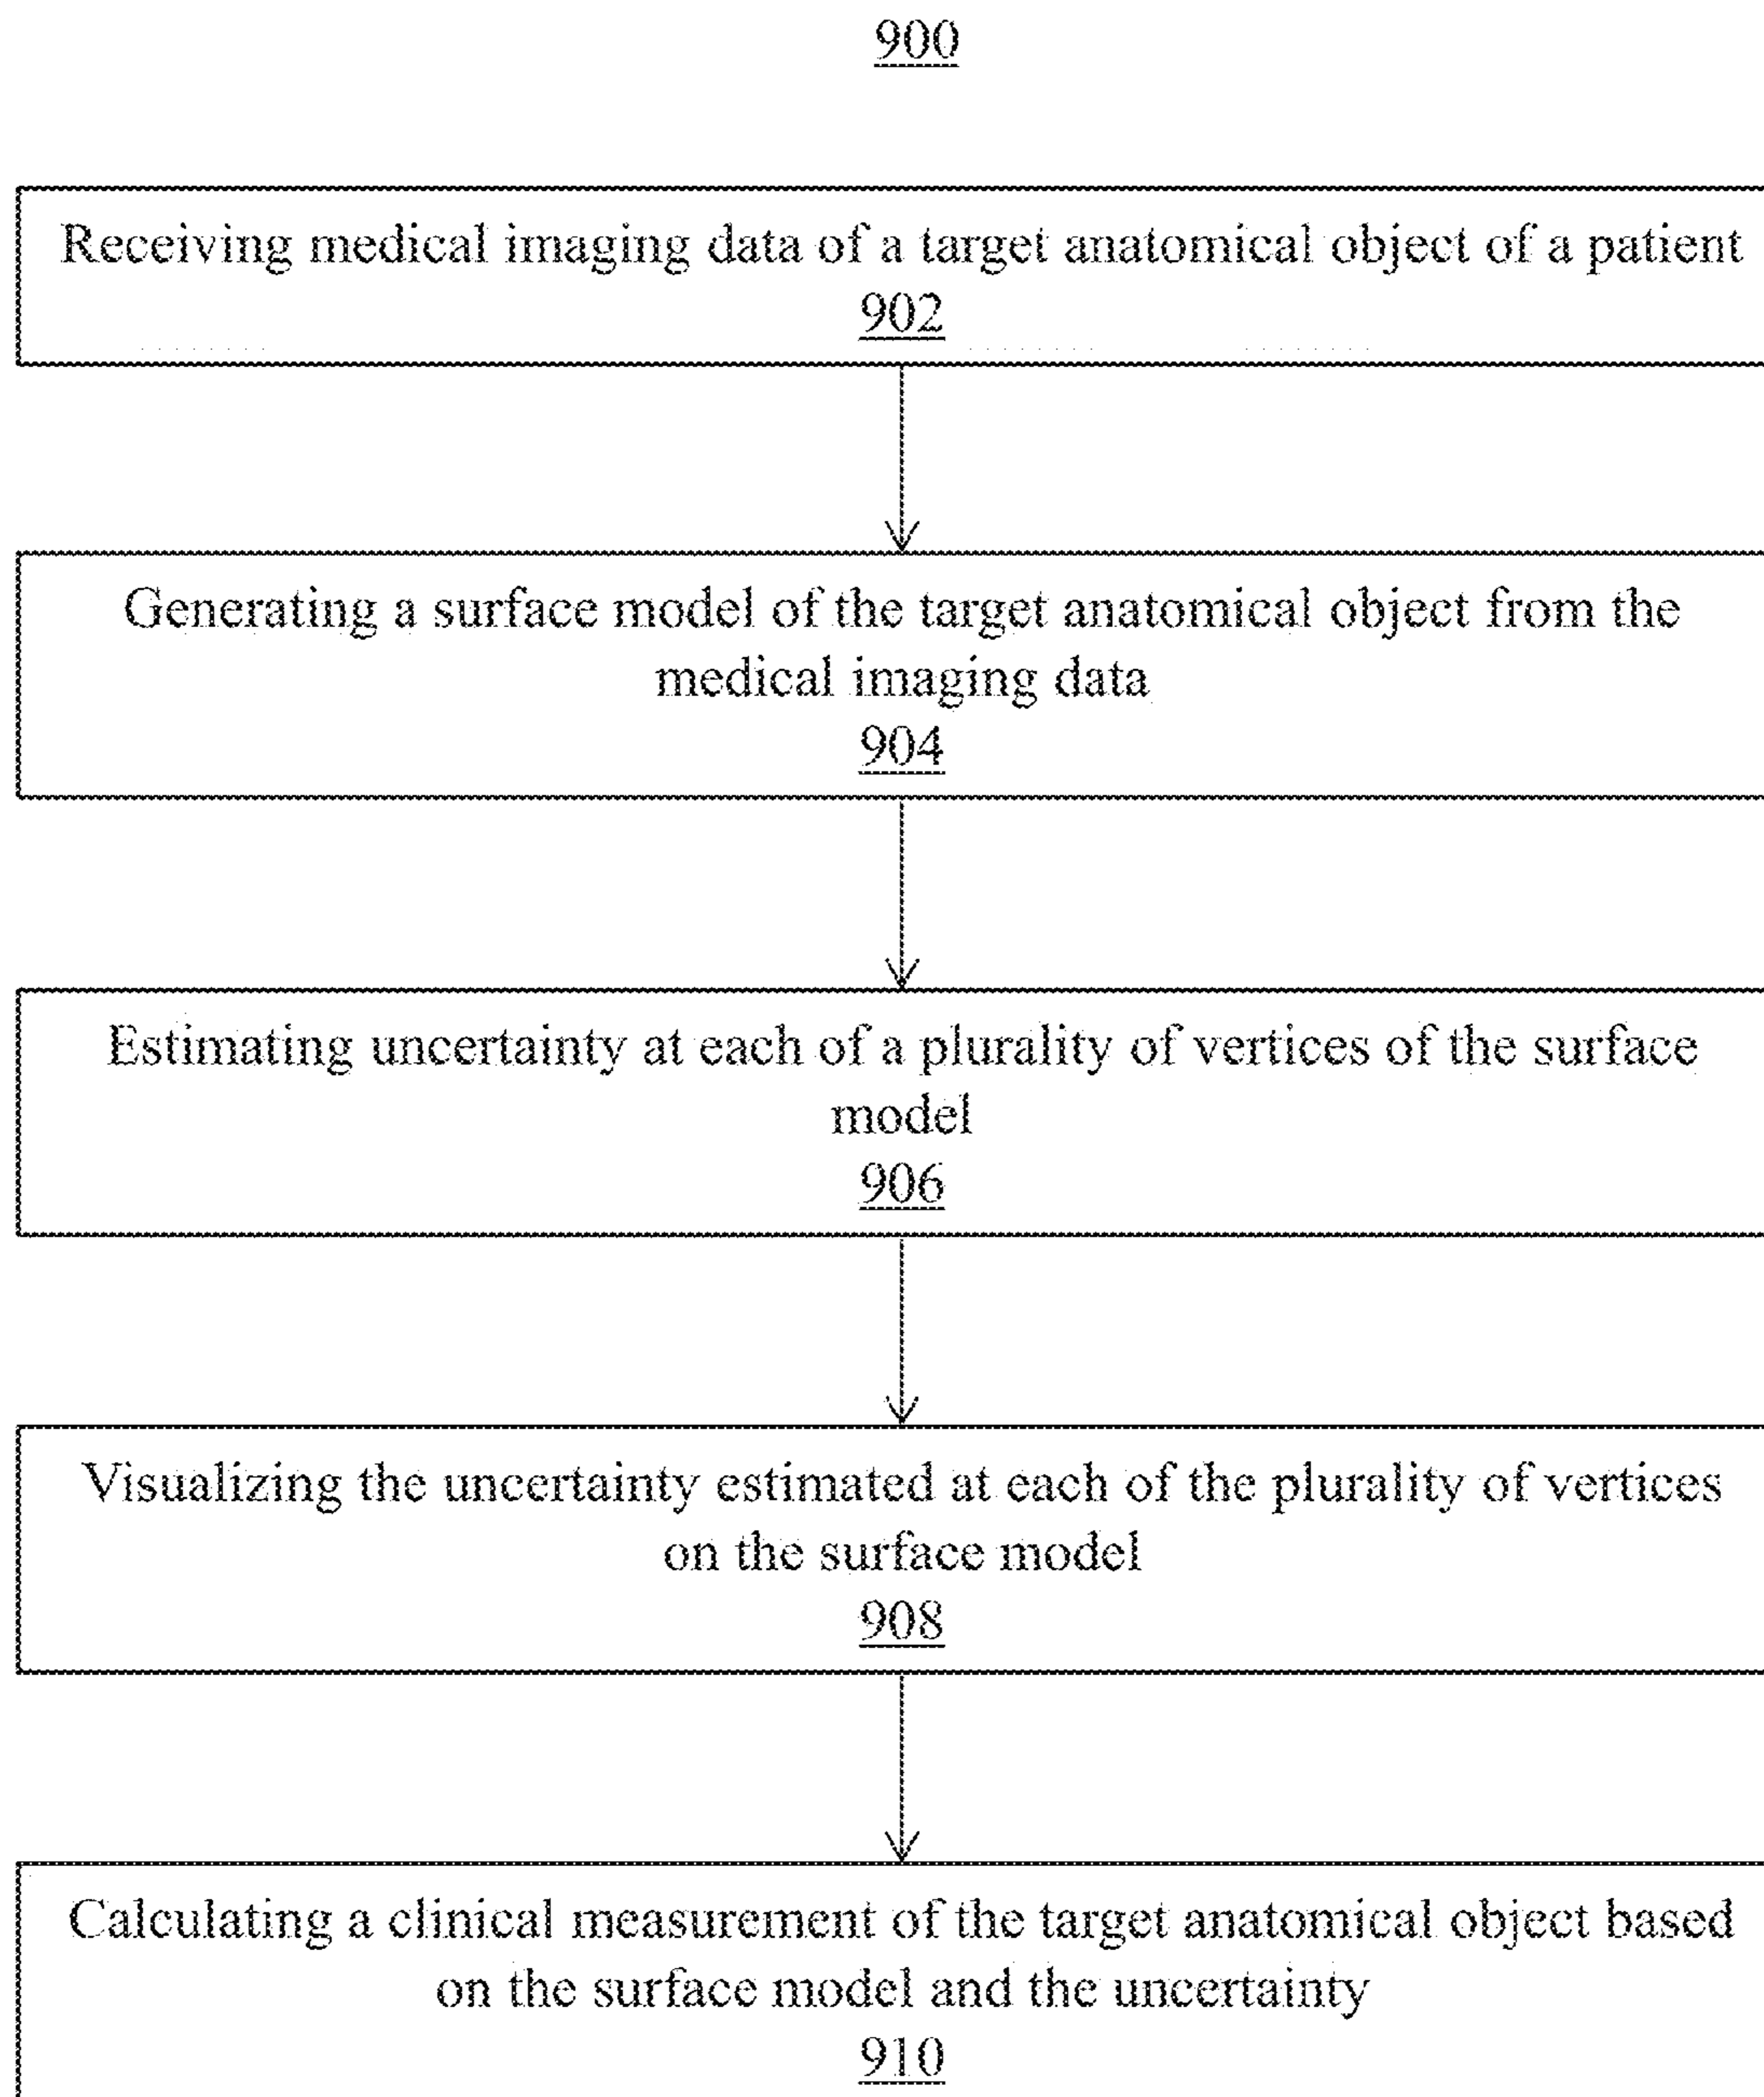 900
Receiving medical imaging data of a target anatomical object of a patient
902
Generating a surface model of the target anatomical object from the
medical imaging data
904
Estimating uncertainty at each of a plurality of vertices of the surface
model
906
Visualizing the uncertainty estimated at each of the plurality of vertices
on the surface model
908
Calculating a clinical measurement of the target anatomical object based
on the surface model and the uncertainty
910